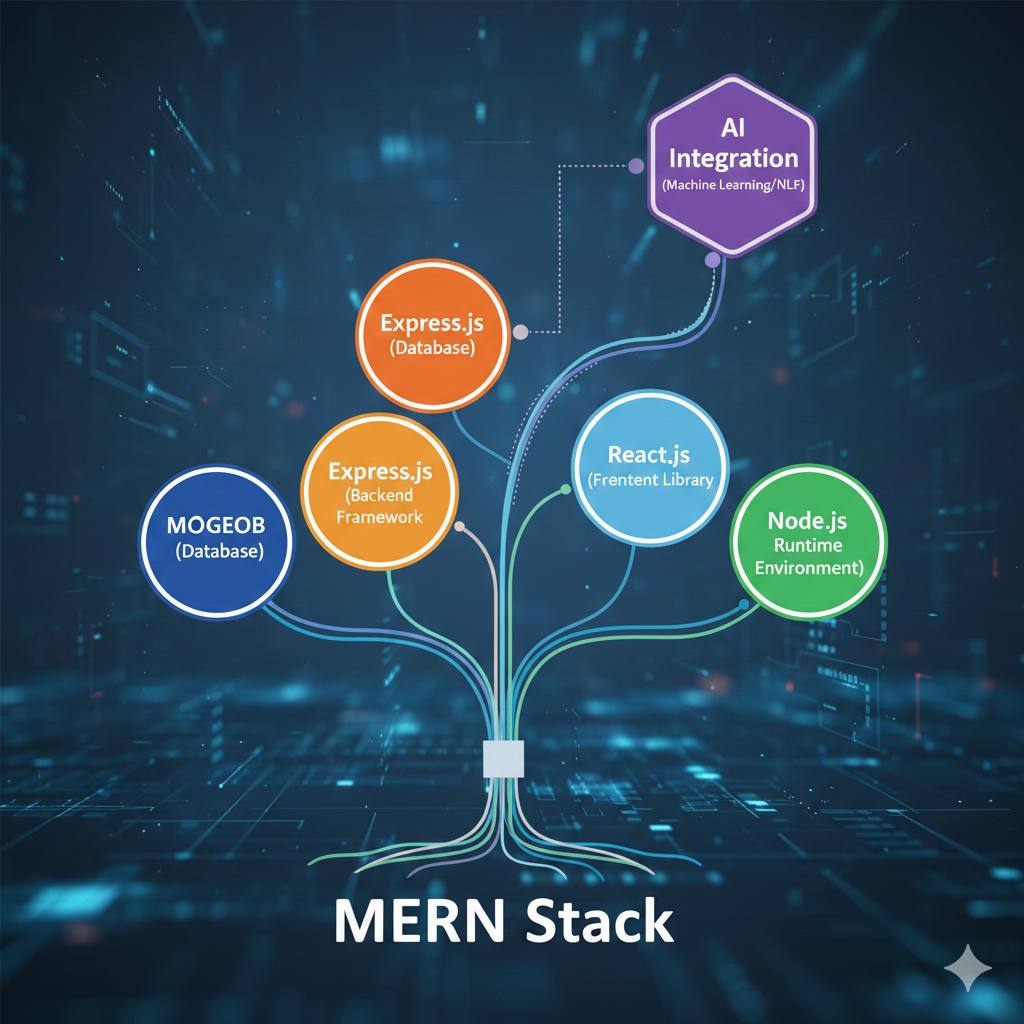 AI
Integration
(Machine Learning/NLF)
Express.js
(Database)
Express.js
(Backend
Framework
React.js
(Frentent Library
MOGEOB
(Database)
Node.js
Runtime
Environment)
MERN Stack